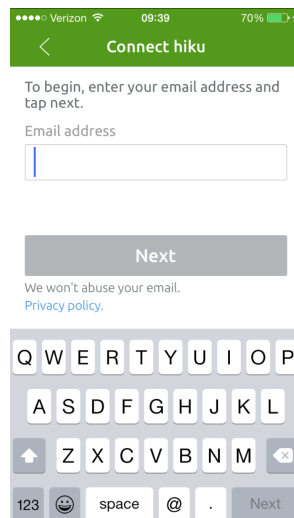 Verizon 09:39 70%
Connect hiku
To begin, enter your email address and
tap next.
Email address
Next
We won't abuse your email.
Privacy policy.
Q W E R T Y U I O P
A S D F G H J K L
Z X C V B N M
123 space @ . Next